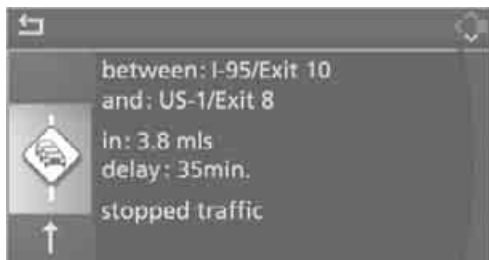 between: I-95/Exit 10
and: US-1/Exit 8
in: 3.8 mls
delay: 35min.
stopped traffic